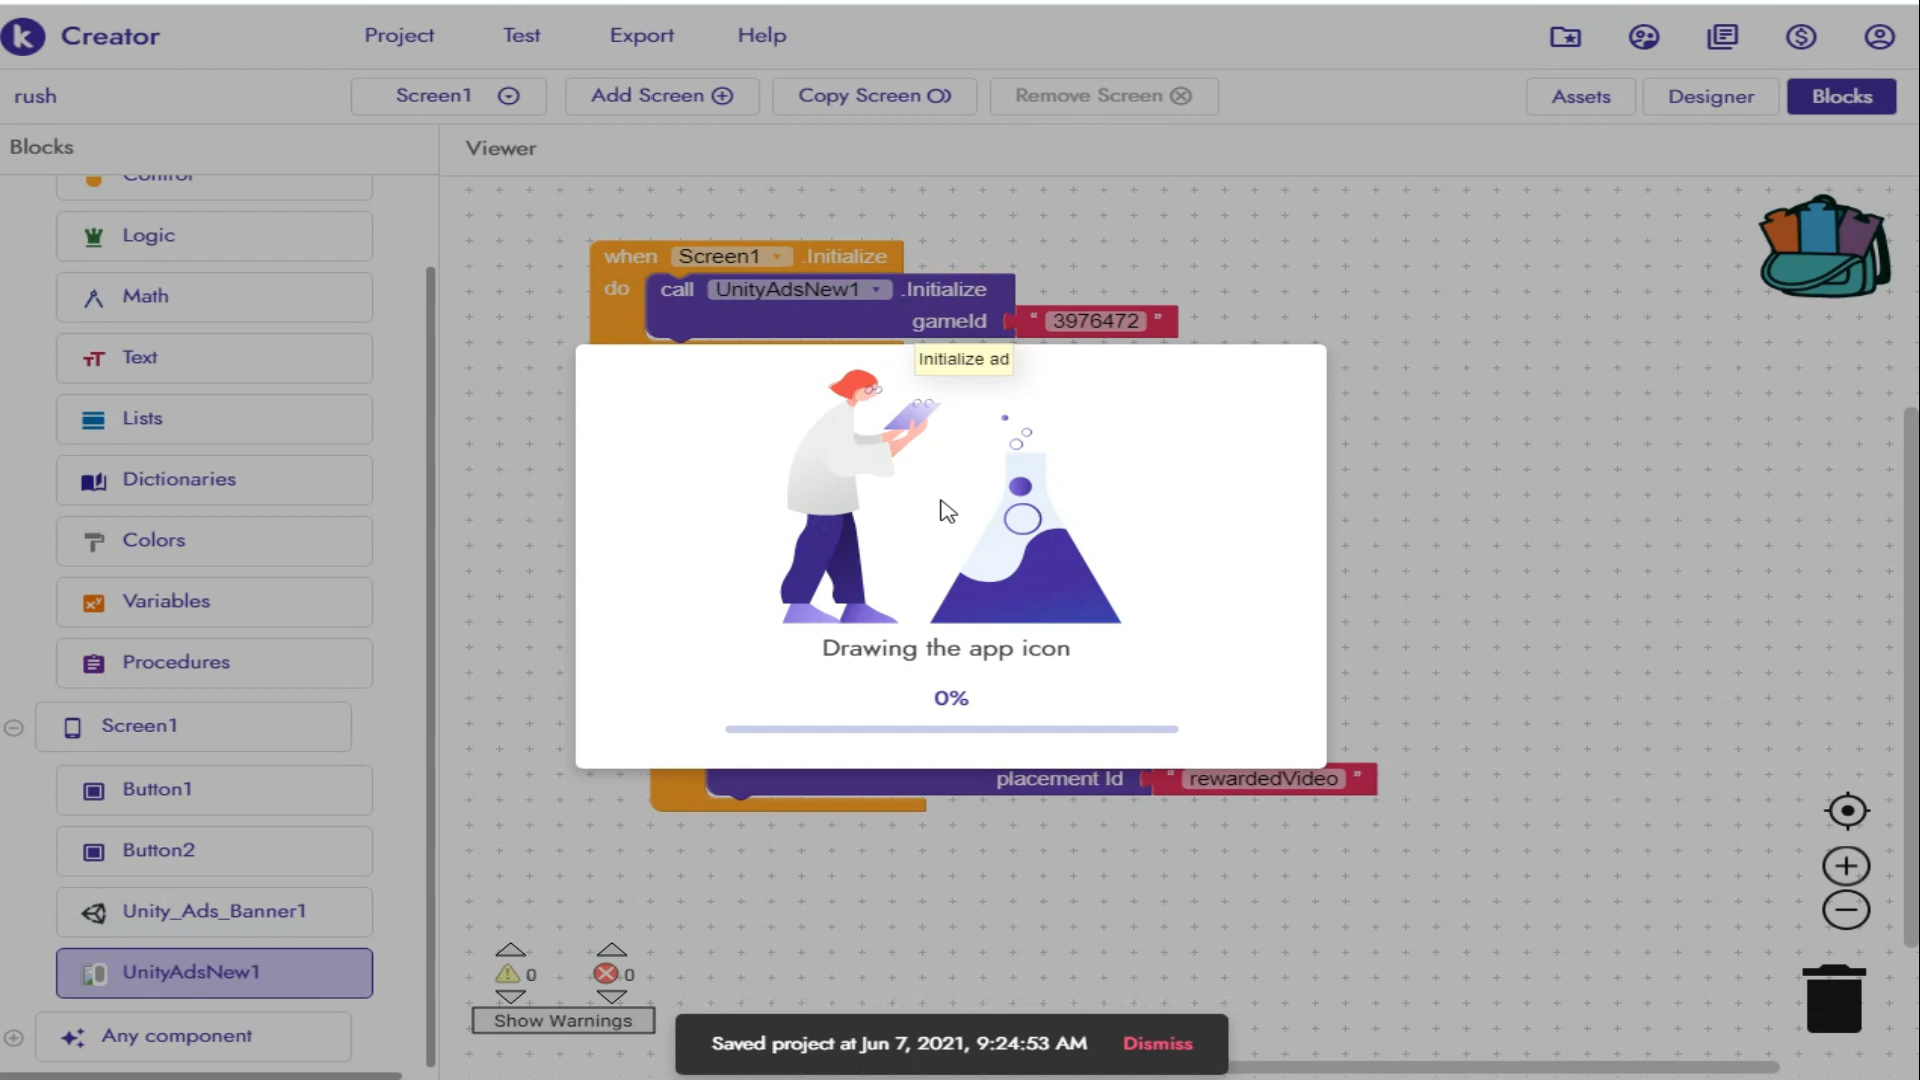 k Creator Project Test Export Help
rush Screen1 Add Screen Copy Screen Remove Screen Assets Designer Blocks
Blocks
Viewer
Control
Logic
Math
Text
Lists
Dictionaries
Colors
Variables
Procedures
Screen1
Button1
Button2
Unity_Ads_Banner1
UnityAdsNew1
Any component
when Screen1 .Initialize
do call UnityAdsNew1 .Initialize
gameId “ 3976472 ”
Initialize ad
Drawing the app icon
0%
placement Id “ rewardedVideo ”
0 0
Show Warnings
Saved project at Jun 7, 2021, 9:24:53 AM Dismiss